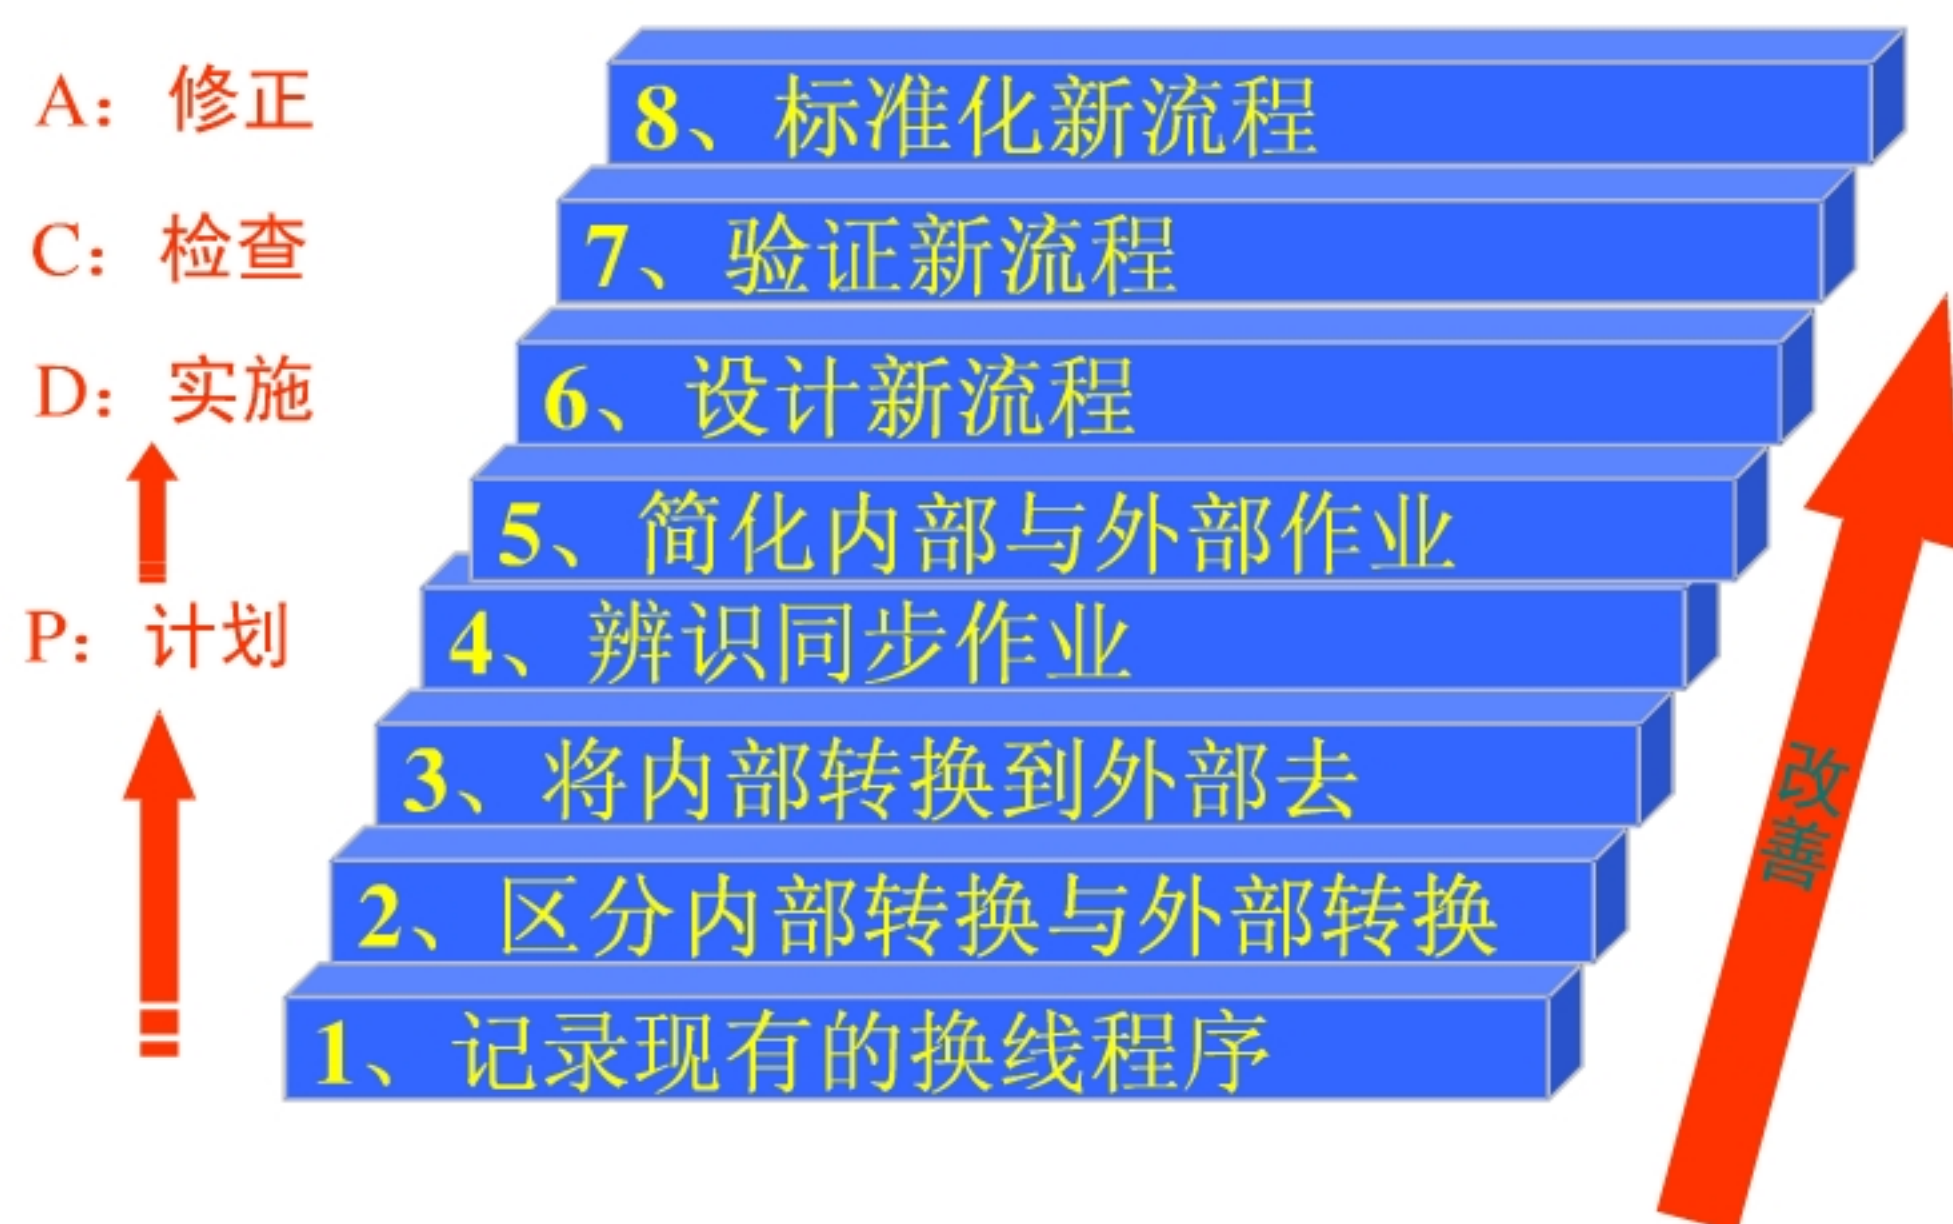 A：修正
8、标准化新流程
C：检查
7、验证新流程
D：实施
6、设计新流程
5、简化内部与外部作业
P：计划
4、辨识同步作业
3、将内部转换到外部去
2、区分内部转换与外部转换
1、记录现有的换线程序
改善